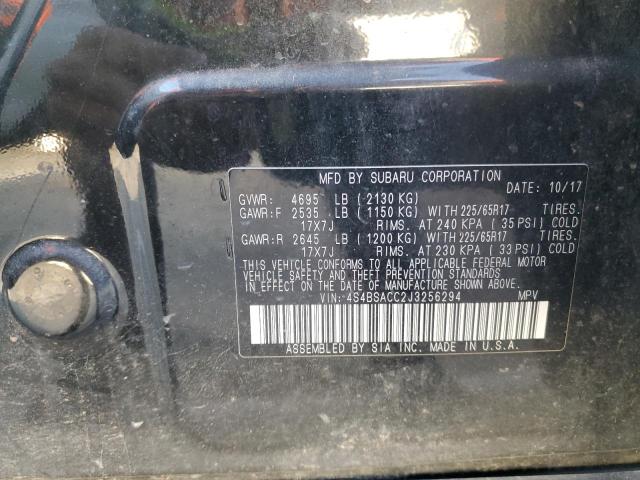 MFD BY SUBARU CORPORATION
GVWR: 4695 LB (2130 KG) DATE: 10/17
GAWR:F 2535 LB (1150 KG) WITH 225/65R17 TIRES.
17X7J RIMS. AT 240 KPA (35 PSI) COLD
GAWR:R 2645 LB (1200 KG) WITH 225/65R17 TIRES.
17X7J RIMS. AT 230 KPA (33 PSI) COLD
THIS VEHICLE CONFORMS TO ALL APPLICABLE FEDERAL MOTOR
VEHICLE SAFETY AND THEFT PREVENTION STANDARDS
IN EFFECT ON THE DATE OF MANUFACTURE SHOWN ABOVE.
VIN:-4S4BSACC2J3256294 MPV
ASSEMBLED BY SIA INC. MADE IN U.S.A.